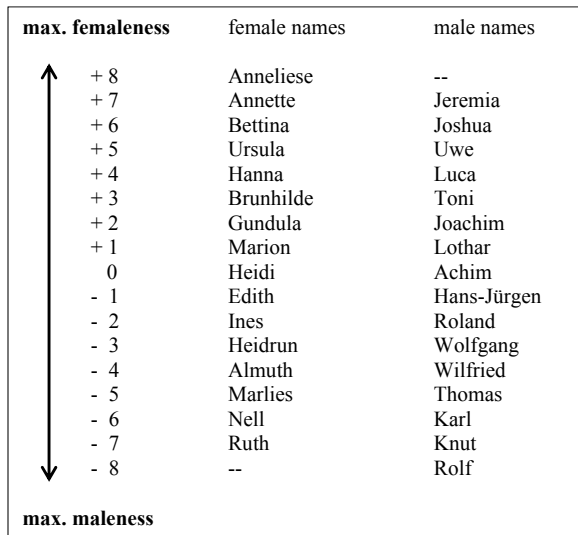 max. femaleness female names male names
+ 8 Anneliese --
+ 7 Annette Jeremia
+ 6 Bettina Joshua
+ 5 Ursula Uwe
+ 4 Hanna Luca
+ 3 Brunhilde Toni
+ 2 Gundula Joachim
+ 1 Marion Lothar
0 Heidi Achim
- 1 Edith Hans-Jürgen
- 2 Ines Roland
- 3 Heidrun Wolfgang
- 4 Almuth Wilfried
- 5 Marlies Thomas
- 6 Nell Karl
- 7 Ruth Knut
- 8 -- Rolf
max. maleness